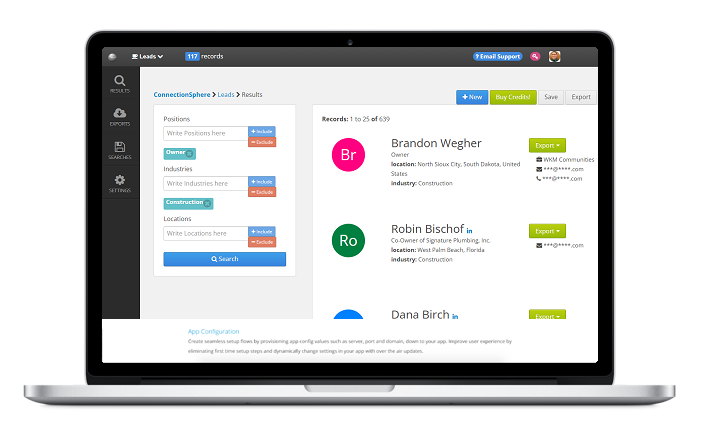 Leads
117 records
? Email Support
RESULTS
EXPORTS
SEARCHES
SETTINGS
ConnectionSphere > Leads > Results
+ New
Buy Credits!
Save
Export
Positions
Write Positions here
+ Include
− Exclude
Owner
Industries
Write Industries here
+ Include
− Exclude
Construction
Locations
Write Locations here
+ Include
− Exclude
Search
Records: 1 to 25 of 639
Br
Brandon Wegher
Owner
location: North Sioux City, South Dakota, United
States
industry: Construction
Export
WKM Communities
***@****.com
***@****.com
Ro
Robin Bischof in
Co-Owner of Signature Plumbing, Inc.
location: West Palm Beach, Florida
industry: Construction
Export
***@****.com
Dana Birch in
Export
App Configuration
Create seamless setup flows by provisioning app config values such as server, port and domain, down to your app. Improve user experience by
eliminating first time setup steps and dynamically change settings in your app with over the air updates.